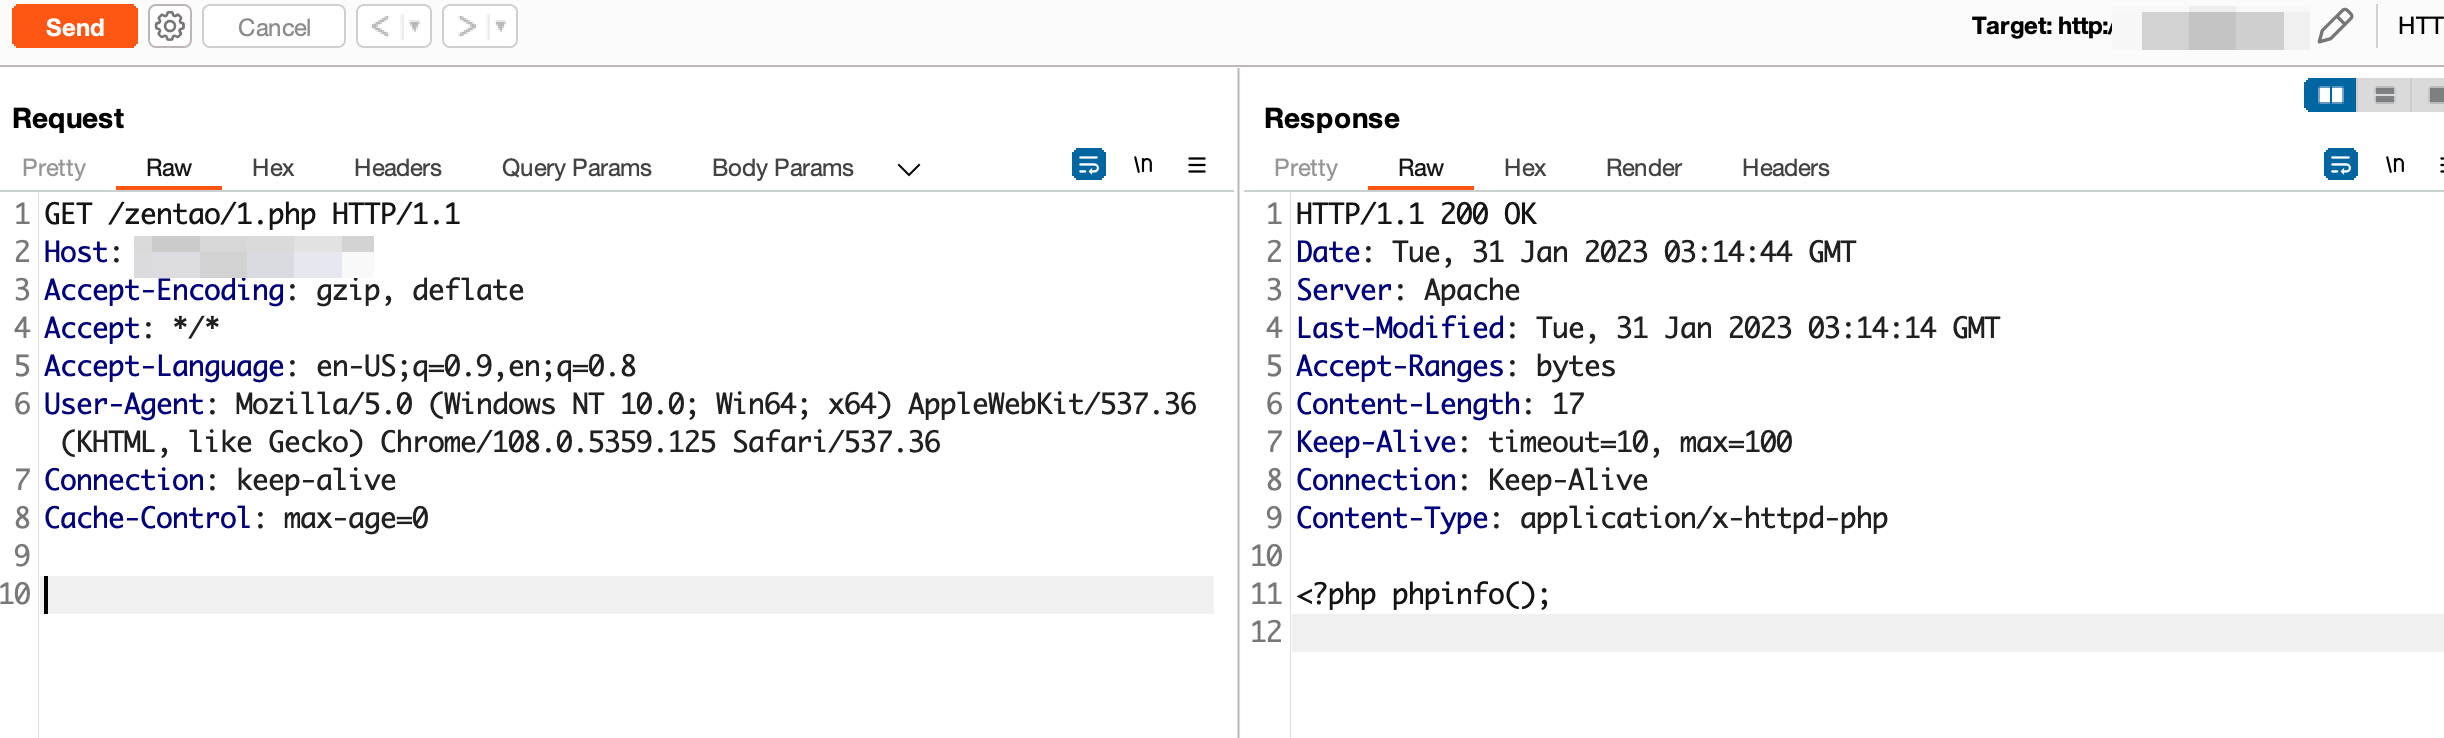 Send Cancel < > Target: http:/ HTT
Request
Pretty Raw Hex Headers Query Params Body Params \n
1 GET /zentao/1.php HTTP/1.1
2 Host:
3 Accept-Encoding: gzip, deflate
4 Accept: */*
5 Accept-Language: en-US;q=0.9,en;q=0.8
6 User-Agent: Mozilla/5.0 (Windows NT 10.0; Win64; x64) AppleWebKit/537.36
(KHTML, like Gecko) Chrome/108.0.5359.125 Safari/537.36
7 Connection: keep-alive
8 Cache-Control: max-age=0
9
10
Response
Pretty Raw Hex Render Headers \n
1 HTTP/1.1 200 OK
2 Date: Tue, 31 Jan 2023 03:14:44 GMT
3 Server: Apache
4 Last-Modified: Tue, 31 Jan 2023 03:14:14 GMT
5 Accept-Ranges: bytes
6 Content-Length: 17
7 Keep-Alive: timeout=10, max=100
8 Connection: Keep-Alive
9 Content-Type: application/x-httpd-php
10
11 <?php phpinfo();
12